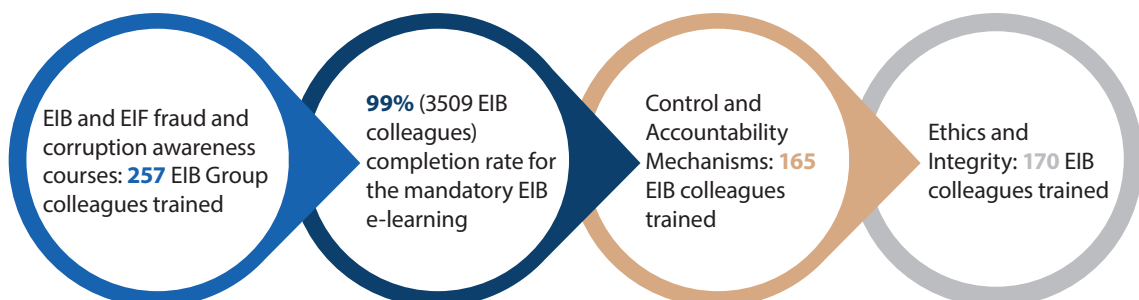 EIB and EIF fraud and
corruption awareness
courses: 257 EIB Group
colleagues trained
99% (3509 EIB
colleagues)
completion rate for
the mandatory EIB
e-learning
Control and
Accountability
Mechanisms: 165
EIB colleagues
trained
Ethics and
Integrity: 170 EIB
colleagues trained